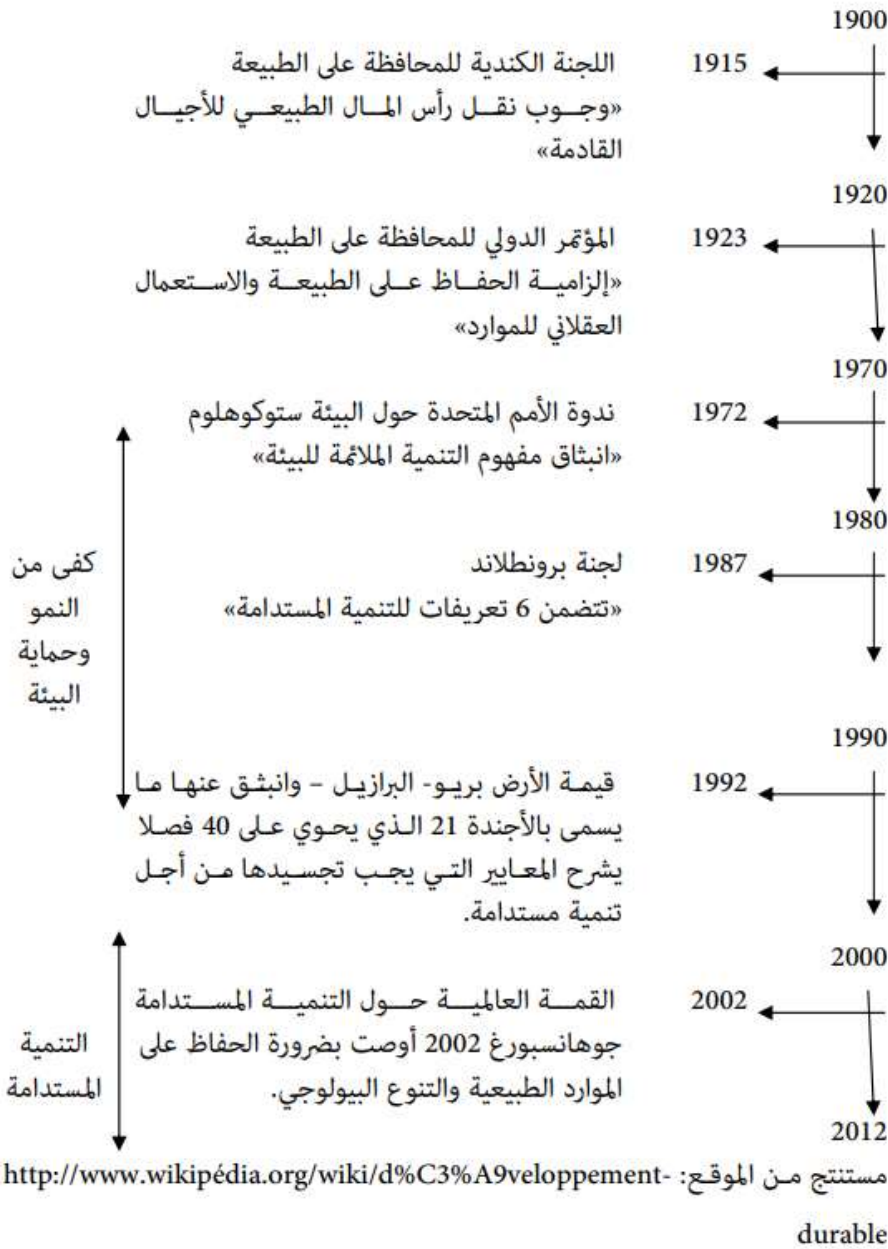 1900
1915 اللجنة الكندية للمحافظة على الطبيعة
«وجوب نقل رأس المال الطبيعي للأجيال
القادمة»
1920
1923 المؤتمر الدولي للمحافظة على الطبيعة
«إلزامية الحفاظ على الطبيعة والاستعمال
العقلاني للموارد»
1970
1972 ندوة الأمم المتحدة حول البيئة ستوكوهلوم
«انبثاق مفهوم التنمية الملائمة للبيئة»
1980
1987 لجنة برونطلاند
«تتضمن 6 تعريفات للتنمية المستدامة»
كفى من
النمو
وحماية
البيئة
1990
1992 قيمة الأرض بريو- البرازيل – وانبثق عنها ما
يسمى بالأجندة 21 الذي يحوي على 40 فصلا
يشرح المعايير التي يجب تجسيدها من أجل
تنمية مستدامة.
2000
2002 القمة العالمية حول التنمية المستدامة
جوهانسبورغ 2002 أوصت بضرورة الحفاظ على
الموارد الطبيعية والتنوع البيولوجي.
التنمية
المستدامة
2012
مستنتج من الموقع: http://www.wikipédia.org/wiki/d%C3%A9veloppement-
durable